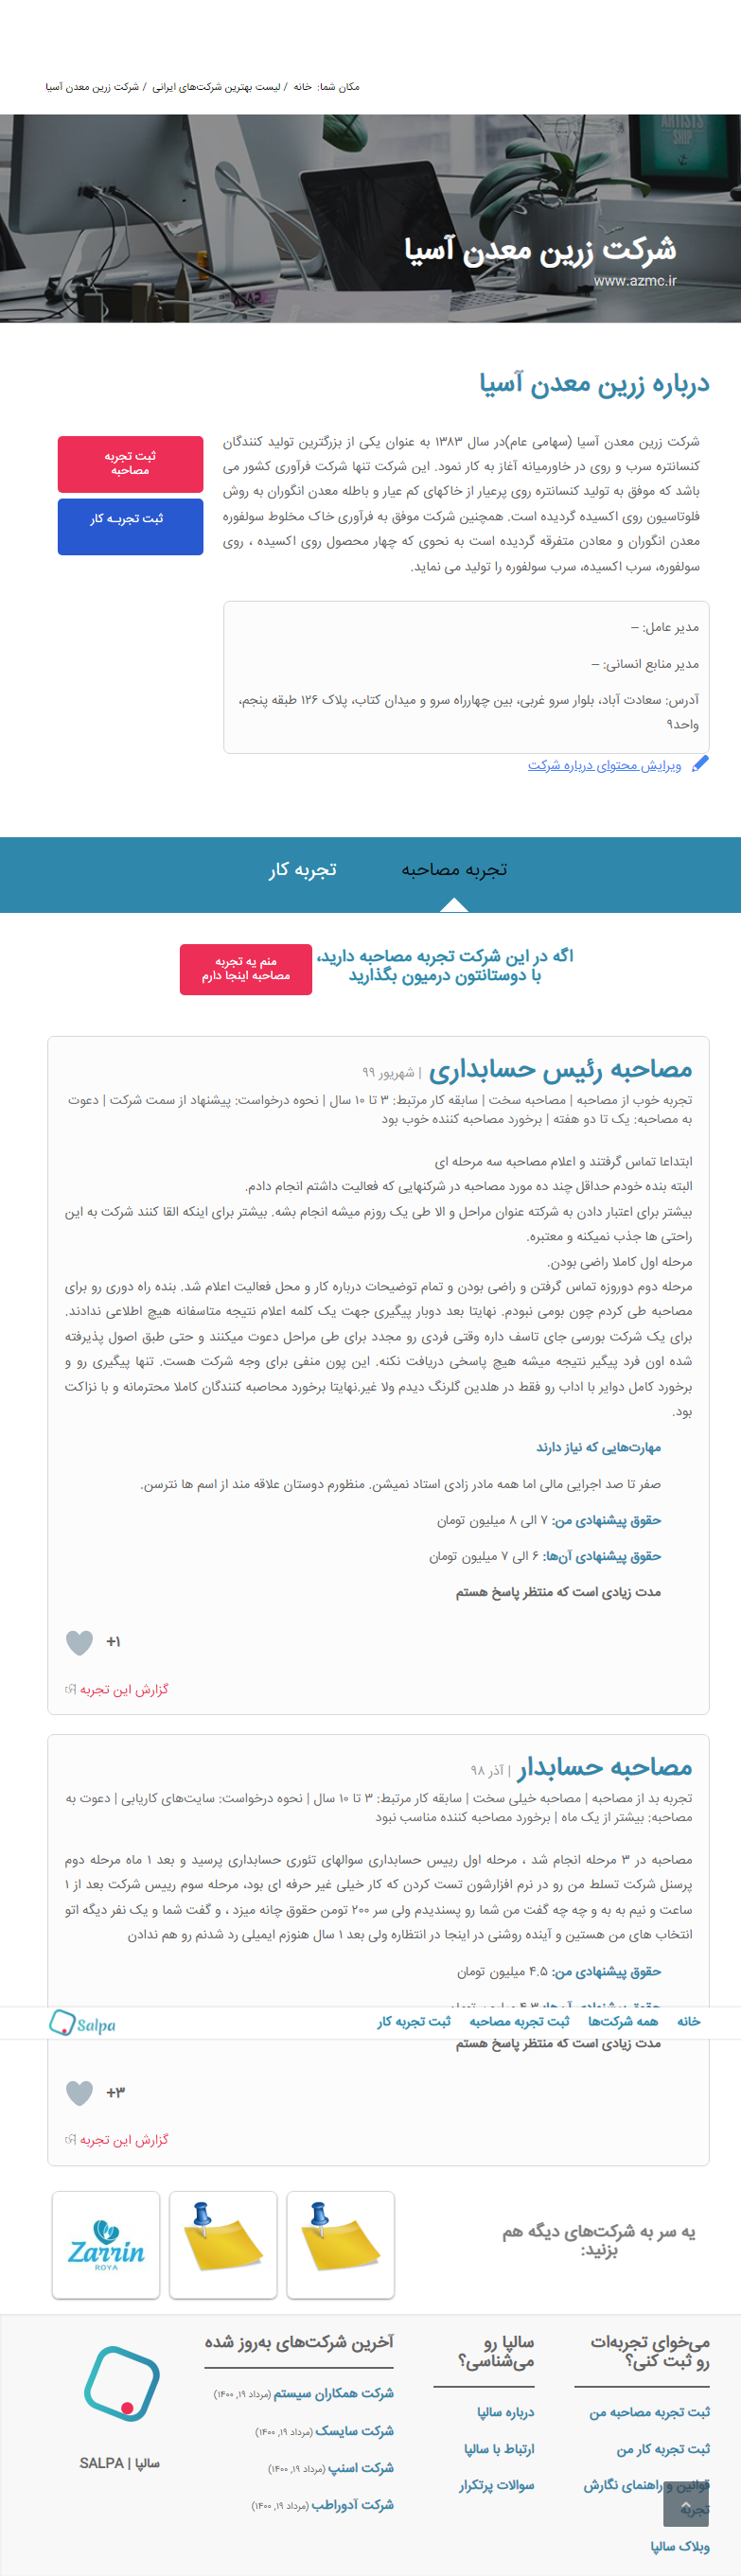 مکان شما: خانه / لیست بهترین شرکت‌های ایرانی / شرکت زرین معدن آسیا
ARTISTS
SHIP
شرکت زرین معدن آسیا
www.azmc.ir
درباره زرین معدن آسیا
شرکت زرین معدن آسیا (سهامی عام)در سال ۱۳۸۳ به عنوان یکی از بزرگترین تولید کنندگان
کنسانتره سرب و روی در خاورمیانه آغاز به کار نمود. این شرکت تنها شرکت فرآوری کشور می
باشد که موفق به تولید کنسانتره روی پرعیار از خاکهای کم عیار و باطله معدن انگوران به روش
فلوتاسیون روی اکسیده گردیده است. همچنین شرکت موفق به فرآوری خاک مخلوط سولفوره
معدن انگوران و معادن متفرقه گردیده است به نحوی که چهار محصول روی اکسیده ، روی
سولفوره، سرب اکسیده، سرب سولفوره را تولید می نماید.
ثبت تجربه
مصاحبه
ثبت تجربـه کار
مدیر عامل: –
مدیر منابع انسانی: –
آدرس: سعادت آباد، بلوار سرو غربی، بین چهارراه سرو و میدان کتاب، پلاک ۱۲۶ طبقه پنجم،
واحد۹
ویرایش محتوای درباره شرکت
تجربه مصاحبه
تجربه کار
اگه در این شرکت تجربه مصاحبه دارید،
با دوستانتون درمیون بگذارید
منم یه تجربه
مصاحبه اینجا دارم
مصاحبه رئیس حسابداری | شهریور ۹۹
تجربه خوب از مصاحبه | مصاحبه سخت | سابقه کار مرتبط: ۳ تا ۱۰ سال | نحوه درخواست: پیشنهاد از سمت شرکت | دعوت
به مصاحبه: یک تا دو هفته | برخورد مصاحبه کننده خوب بود
ابتداعا تماس گرفتند و اعلام مصاحبه سه مرحله ای
البته بنده خودم حداقل چند ده مورد مصاحبه در شرکتهایی که فعالیت داشتم انجام دادم.
بیشتر برای اعتبار دادن به شرکته عنوان مراحل و الا طی یک روزم میشه انجام بشه. بیشتر برای اینکه القا کنند شرکت به این
راحتی ها جذب نمیکنه و معتبره.
مرحله اول کاملا راضی بودن.
مرحله دوم دوروزه تماس گرفتن و راضی بودن و تمام توضیحات درباره کار و محل فعالیت اعلام شد. بنده راه دوری رو برای
مصاحبه طی کردم چون بومی نبودم. نهایتا بعد دوبار پیگیری جهت یک کلمه اعلام نتیجه متاسفانه هیچ اطلاعی ندادند.
برای یک شرکت بورسی جای تاسف داره وقتی فردی رو مجدد برای طی مراحل دعوت میکنند و حتی طبق اصول پذیرفته
شده اون فرد پیگیر نتیجه میشه هیچ پاسخی دریافت نکنه. این پون منفی برای وجه شرکت هست. تنها پیگیری رو و
برخورد کامل دوایر با اداب رو فقط در هلدین گلرنگ دیدم ولا غیر.نهایتا برخورد محاصبه کنندگان کاملا محترمانه و با نزاکت
بود.
مهارت‌هایی که نیاز دارند
صفر تا صد اجرایی مالی اما همه مادر زادی استاد نمیشن. منظورم دوستان علاقه مند از اسم ها نترسن.
حقوق پیشنهادی من: ۷ الی ۸ میلیون تومان
حقوق پیشنهادی آن‌ها: ۶ الی ۷ میلیون تومان
مدت زیادی است که منتظر پاسخ هستم
+۱
گزارش این تجربه
مصاحبه حسابدار | آذر ۹۸
تجربه بد از مصاحبه | مصاحبه خیلی سخت | سابقه کار مرتبط: ۳ تا ۱۰ سال | نحوه درخواست: سایت‌های کاریابی | دعوت به
مصاحبه: بیشتر از یک ماه | برخورد مصاحبه کننده مناسب نبود
مصاحبه در ۳ مرحله انجام شد ، مرحله اول رییس حسابداری سوالهای تئوری حسابداری پرسید و بعد ۱ ماه مرحله دوم
پرسنل شرکت تسلط من رو در نرم افزارشون تست کردن که کار خیلی غیر حرفه ای بود، مرحله سوم رییس شرکت بعد از ۱
ساعت و نیم به به و چه چه گفت من شما رو پسندیدم ولی سر ۲۰۰ تومن حقوق چانه میزد ، و گفت شما و یک نفر دیگه اتو
انتخاب های من هستین و آینده روشنی در اینجا در انتظاره ولی بعد ۱ سال هنوزم ایمیلی رد شدنم رو هم ندادن
حقوق پیشنهادی من: ۴.۵ میلیون تومان
خانه
همه شرکت‌ها
ثبت تجربه مصاحبه
ثبت تجربه کار
Salpa
مدت زیادی است که منتظر پاسخ هستم
+۳
گزارش این تجربه
یه سر به شرکت‌های دیگه هم
بزنید:
Zarrin
ROYA
می‌خوای تجربه‌ات
رو ثبت کنی؟
ثبت تجربه مصاحبه من
ثبت تجربه کار من
قوانین و راهنمای نگارش
تجربه
وبلاک سالپا
سالپا رو
می‌شناسی؟
درباره سالپا
ارتباط با سالپا
سوالات پرتکرار
آخرین شرکت‌های به‌روز شده
شرکت همکاران سیستم (مرداد ۱۹, ۱۴۰۰)
شرکت سایسک (مرداد ۱۹, ۱۴۰۰)
شرکت اسنپ (مرداد ۱۹, ۱۴۰۰)
شرکت آدوراطب (مرداد ۱۹, ۱۴۰۰)
سالپا | SALPA